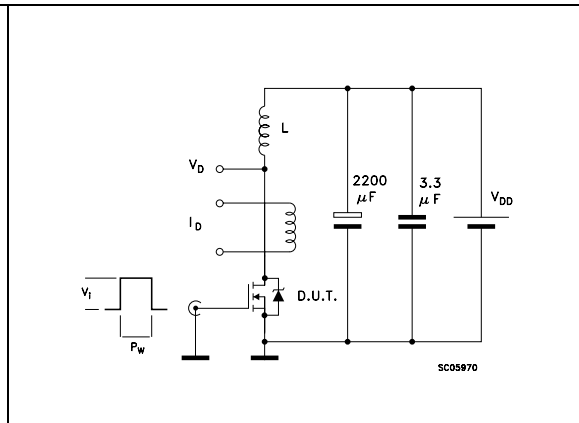 L
V_D
2200
μF
3.3
μF
V_DD
I_D
V_i
D.U.T.
P_W
SC05970